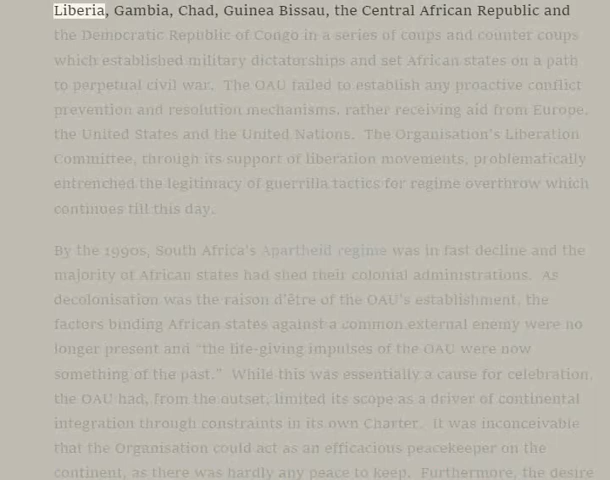 Liberia, Gambia, Chad, Guinea Bissau, the Central African Republic and
the Democratic Republic of Congo in a series of coups and counter coups
which established military dictatorships and set African states on a path
to perpetual civil war.  The OAU failed to establish any proactive conflict
prevention and resolution mechanisms, rather receiving aid from Europe,
the United States and the United Nations.  The Organisation's Liberation
Committee, through its support of liberation movements, problematically
entrenched the legitimacy of guerrilla tactics for regime overthrow which
continues till this day.
By the 1990s, South Africa's Apartheid regime was in fast decline and the
majority of African states had shed their colonial administrations.  As
decolonisation was the raison d'être of the OAU's establishment, the
factors binding African states against a common external enemy were no
longer present and “the life-giving impulses of the OAU were now
something of the past.”  While this was essentially a cause for celebration,
the OAU had, from the outset, limited its scope as a driver of continental
integration through constraints in its own Charter.  It was inconceivable
that the Organisation could act as an efficacious peacekeeper on the
continent, as there was hardly any peace to keep.  Furthermore, the desire